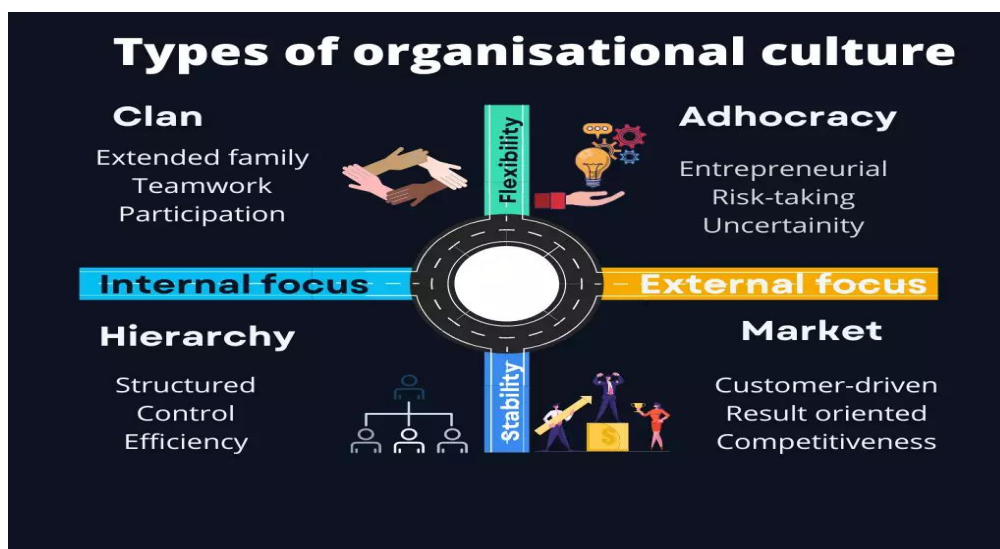 Types of organisational culture
Clan
Extended family
Teamwork
Participation
Flexibility
Adhocracy
Entrepreneurial
Risk-taking
Uncertainity
Internal focus
External focus
Hierarchy
Structured
Control
Efficiency
Stability
$
Market
Customer-driven
Result oriented
Competitiveness